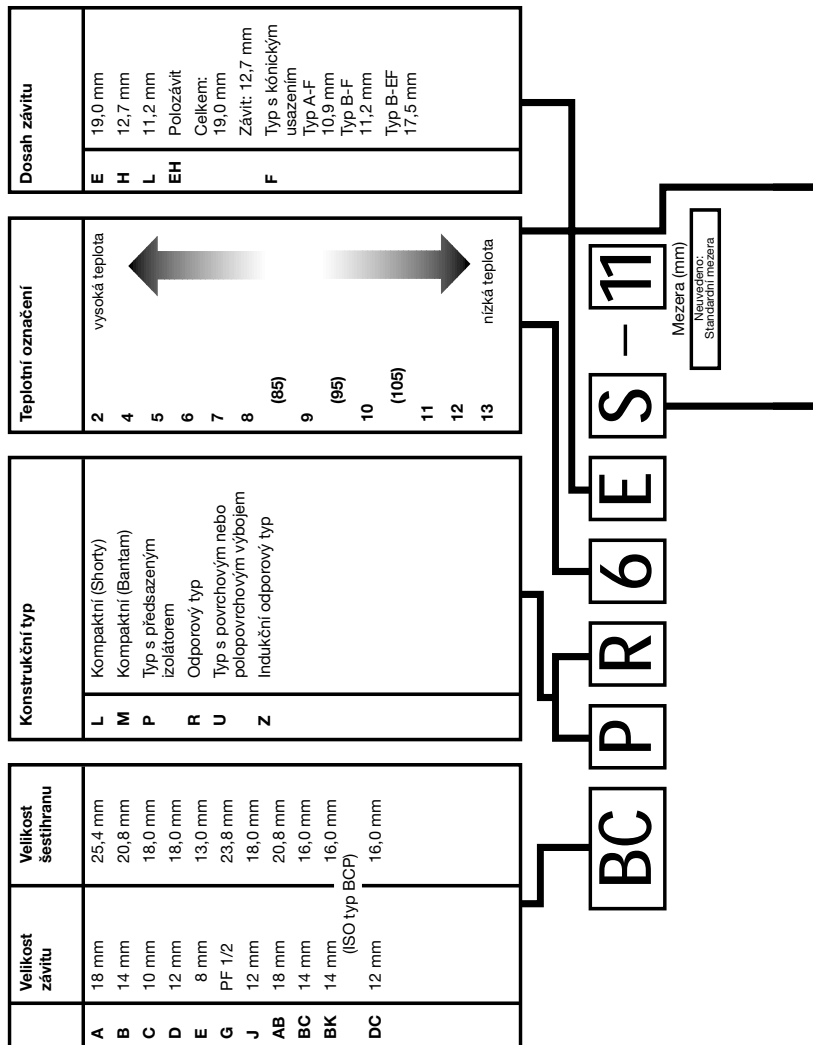 Velikost závitu
Velikost šestihranu
A 18 mm 25,4 mm
B 14 mm 20,8 mm
C 10 mm 18,0 mm
D 12 mm 18,0 mm
E 8 mm 13,0 mm
G PF 1/2 23,8 mm
J 12 mm 18,0 mm
AB 18 mm 20,8 mm
BC 14 mm 16,0 mm
BK 14 mm 16,0 mm
(ISO typ BCP)
DC 12 mm 16,0 mm
Konstrukční typ
L Kompaktní (Shorty)
M Kompaktní (Bantam)
P Typ s předsazeným
izolátorem
R Odporový typ
U Typ s povrchovým nebo
polopovrchovým výbojem
Z Indukční odporový typ
Teplotní označení
2 vysoká teplota
4
5
6
7
8
(85)
9
(95)
10
(105)
11
12
13 nízká teplota
Dosah závitu
E 19,0 mm
H 12,7 mm
L 11,2 mm
EH Polozávit
Celkem:
19,0 mm
Závit: 12,7 mm
F Typ s kónickým
usazením
Typ A-F
10,9 mm
Typ B-F
11,2 mm
Typ B-EF
17,5 mm
BC P R 6 E S – 11
Mezera (mm)
Neuvedeno:
Standardní mezera